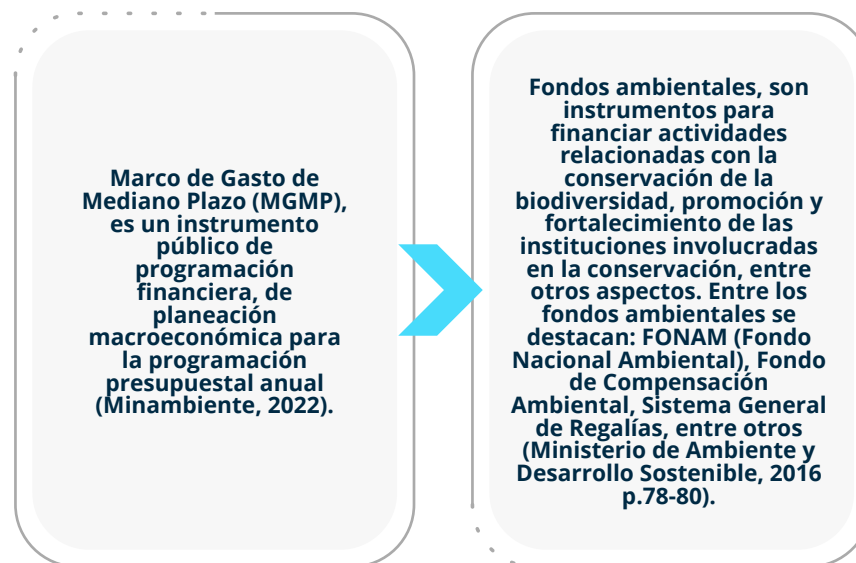 Marco de Gasto de
Mediano Plazo (MGMP),
es un instrumento
público de
programación
financiera, de
planeación
macroeconómica para
la programación
presupuestal anual
(Minambiente, 2022).
Fondos ambientales, son
instrumentos para
financiar actividades
relacionadas con la
conservación de la
biodiversidad, promoción y
fortalecimiento de las
instituciones involucradas
en la conservación, entre
otros aspectos. Entre los
fondos ambientales se
destacan: FONAM (Fondo
Nacional Ambiental), Fondo
de Compensación
Ambiental, Sistema General
de Regalías, entre otros
(Ministerio de Ambiente y
Desarrollo Sostenible, 2016
p.78-80).